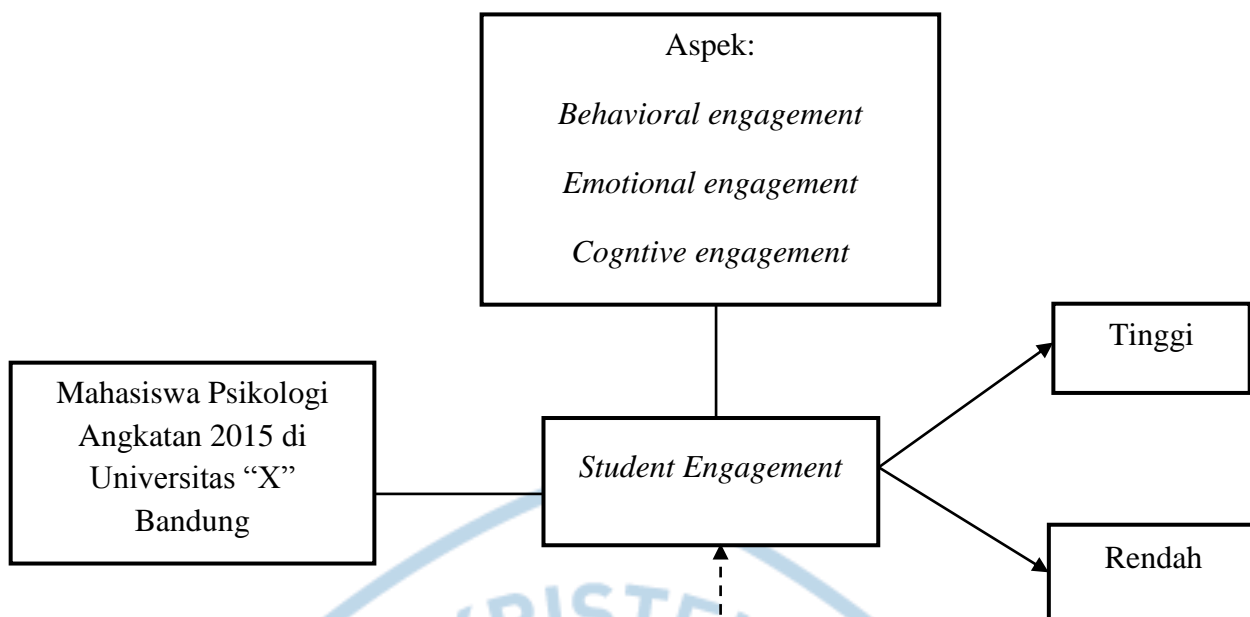 Aspek:
Behavioral engagement
Emotional engagement
Cogntive engagement
Tinggi
Mahasiswa Psikologi
Angkatan 2015 di
Universitas “X”
Bandung
Student Engagement
Rendah